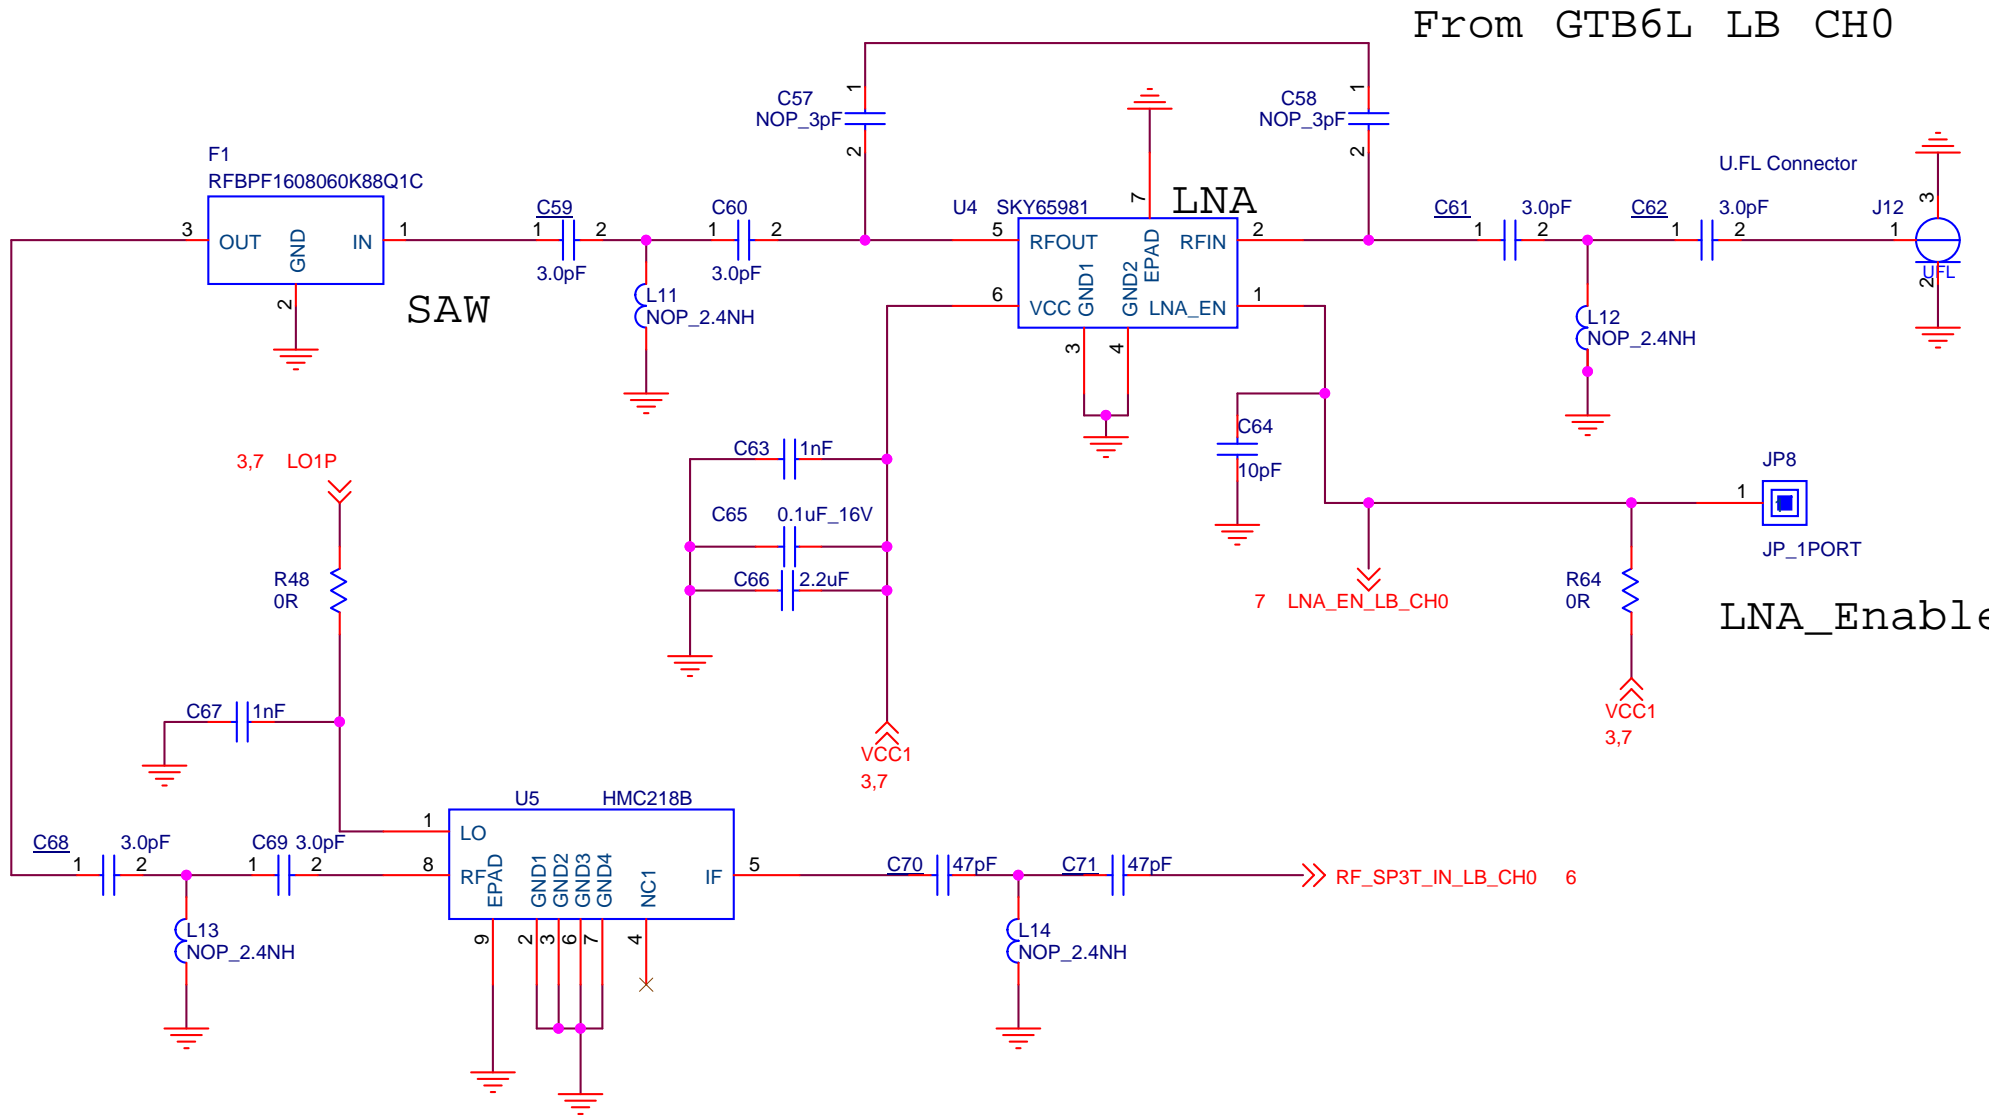 From GTB6L LB CH0
C57
NOP_3pF
1
2
C58
NOP_3pF
1
2
F1
RFBPF1608060K88Q1C
3
OUT
GND
IN
1
2
SAW
C59
1
2
3.0pF
C60
1
2
3.0pF
L11
NOP_2.4NH
U4
SKY65981
LNA
7
5
RFOUT
EPAD
RFIN
2
6
VCC
GND1
GND2
LNA_EN
1
3
4
C61
3.0pF
1
2
C62
3.0pF
1
2
U.FL Connector
J12
3
1
UFL
2
L12
NOP_2.4NH
3,7 LO1P
R48
0R
C63
1nF
C65
0.1uF_16V
C66
2.2uF
VCC1
3,7
C64
10pF
7 LNA_EN_LB_CH0
JP8
1
JP_1PORT
R64
0R
LNA_Enable
VCC1
3,7
C67
1nF
U5
HMC218B
1
LO
8
RF
EPAD
GND1
GND2
GND3
GND4
NC1
IF
5
9
2
3
6
7
4
C68
3.0pF
1
2
C69
3.0pF
1
2
L13
NOP_2.4NH
C70
47pF
C71
47pF
L14
NOP_2.4NH
RF_SP3T_IN_LB_CH0 6